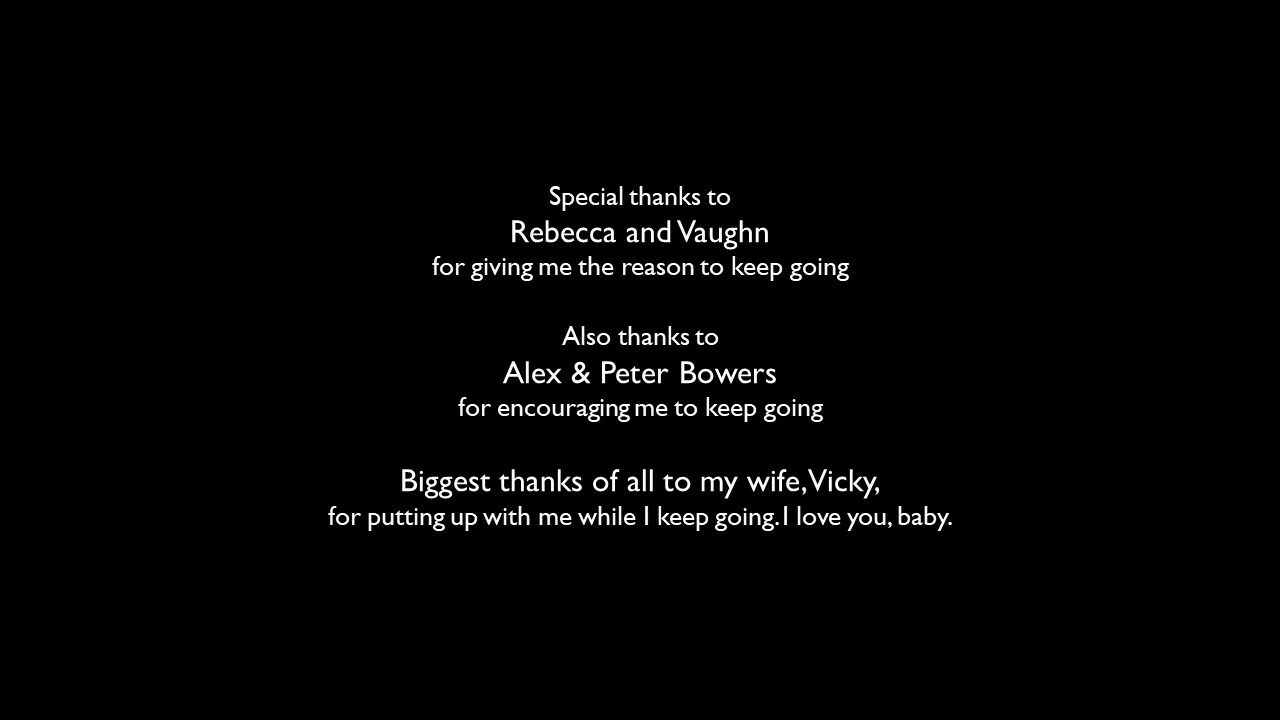 Special thanks to
Rebecca and Vaughn
for giving me the reason to keep going
Also thanks to
Alex & Peter Bowers
for encouraging me to keep going
Biggest thanks of all to my wife, Vicky,
for putting up with me while I keep going. I love you, baby.